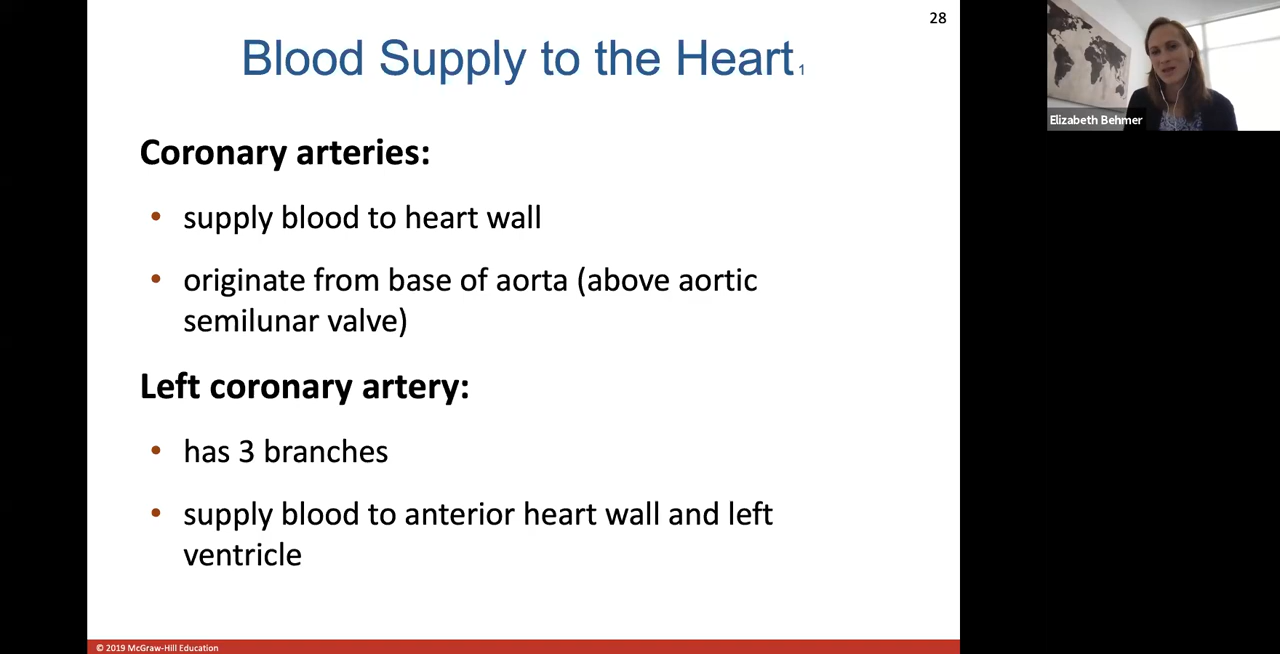 28
Blood Supply to the Heart 1
Elizabeth Behmer
Coronary arteries:
• supply blood to heart wall
• originate from base of aorta (above aortic
semilunar valve)
Left coronary artery:
• has 3 branches
• supply blood to anterior heart wall and left
ventricle
© 2019 McGraw-Hill Education